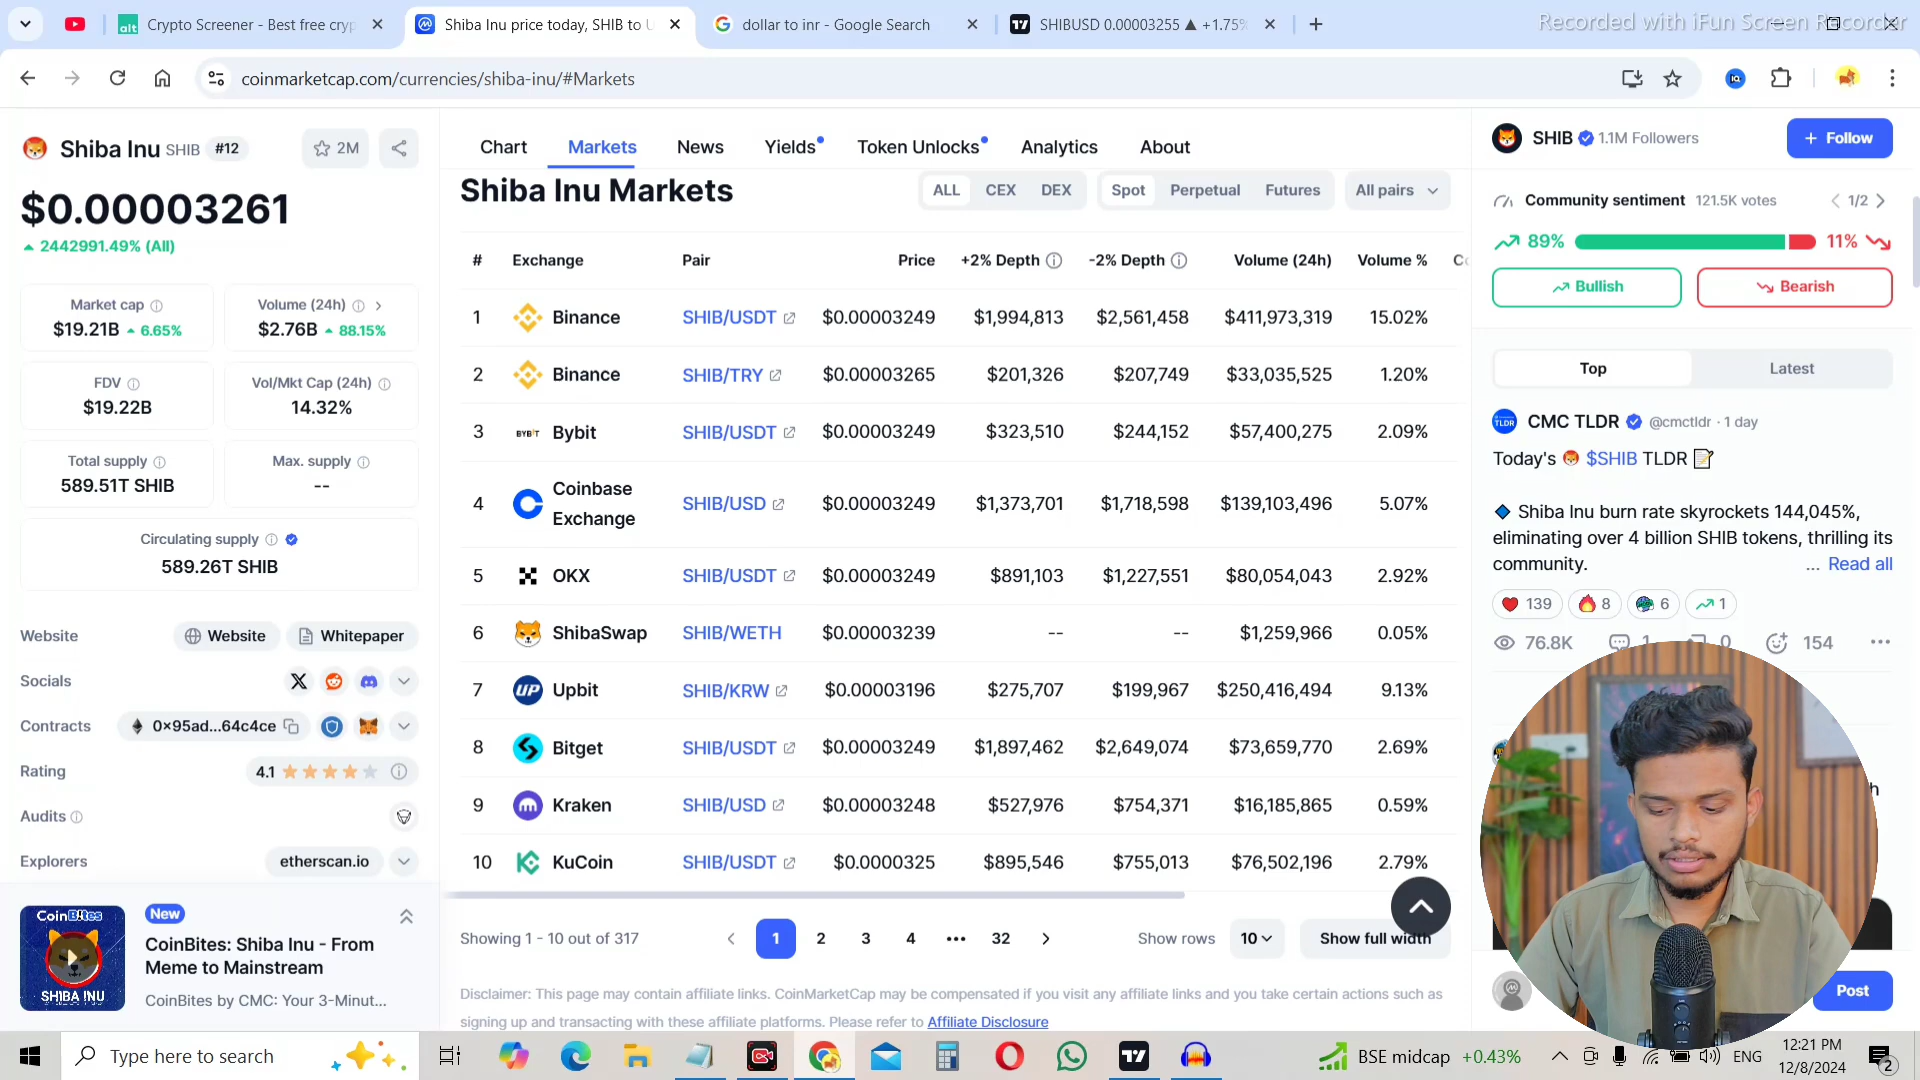 Crypto Screener - Best free cryp
Shiba Inu price today, SHIB to U
dollar to inr - Google Search
SHIBUSD 0.00003255 ▲ +1.75%
Recorded with iFun Screen Recorder
coinmarketcap.com/currencies/shiba-inu/#Markets
Shiba Inu SHIB #12
2M
$0.00003261
2442991.49% (All)
Market cap
$19.21B 6.65%
Volume (24h)
$2.76B 88.15%
FDV
$19.22B
Vol/Mkt Cap (24h)
14.32%
Total supply
589.51T SHIB
Max. supply
--
Circulating supply
589.26T SHIB
Website Website Whitepaper
Socials
Contracts 0x95ad...64c4ce
Rating 4.1
Audits
Explorers etherscan.io
CoinBites
SHIBA INU
New
CoinBites: Shiba Inu - From
Meme to Mainstream
CoinBites by CMC: Your 3-Minut...
Chart Markets News Yields Token Unlocks Analytics About
Shiba Inu Markets
ALL CEX DEX Spot Perpetual Futures All pairs
# Exchange Pair Price +2% Depth -2% Depth Volume (24h) Volume %
1 Binance SHIB/USDT $0.00003249 $1,994,813 $2,561,458 $411,973,319 15.02%
2 Binance SHIB/TRY $0.00003265 $201,326 $207,749 $33,035,525 1.20%
3 Bybit SHIB/USDT $0.00003249 $323,510 $244,152 $57,400,275 2.09%
4 Coinbase Exchange SHIB/USD $0.00003249 $1,373,701 $1,718,598 $139,103,496 5.07%
5 OKX SHIB/USDT $0.00003249 $891,103 $1,227,551 $80,054,043 2.92%
6 ShibaSwap SHIB/WETH $0.00003239 -- -- $1,259,966 0.05%
7 Upbit SHIB/KRW $0.00003196 $275,707 $199,967 $250,416,494 9.13%
8 Bitget SHIB/USDT $0.00003249 $1,897,462 $2,649,074 $73,659,770 2.69%
9 Kraken SHIB/USD $0.00003248 $527,976 $754,371 $16,185,865 0.59%
10 KuCoin SHIB/USDT $0.0000325 $895,546 $755,013 $76,502,196 2.79%
Showing 1 - 10 out of 317
1 2 3 4 ••• 32
Show rows 10 Show full width
Disclaimer: This page may contain affiliate links. CoinMarketCap may be compensated if you visit any affiliate links and you take certain actions such as
signing up and transacting with these affiliate platforms. Please refer to Affiliate Disclosure
SHIB 1.1M Followers
+ Follow
Community sentiment 121.5K votes 1/2
89% 11%
Bullish Bearish
Top Latest
CMC TLDR @cmctldr · 1 day
Today's $SHIB TLDR
Shiba Inu burn rate skyrockets 144,045%,
eliminating over 4 billion SHIB tokens, thrilling its
community. ... Read all
139 8 6 1
76.8K 1 0 154
Post
Type here to search
BSE midcap +0.43%
ENG
12:21 PM
12/8/2024
2